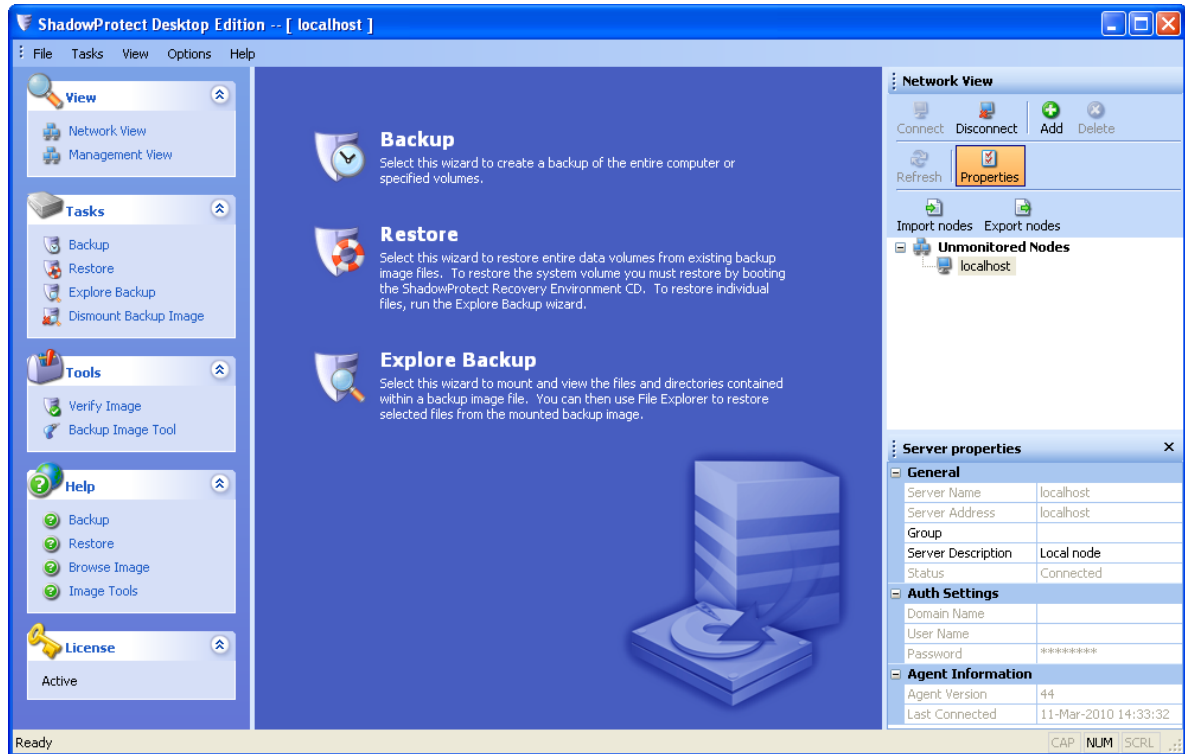 ShadowProtect Desktop Edition -- [ localhost ]
File Tasks View Options Help
View
Network View
Management View
Tasks
Backup
Restore
Explore Backup
Dismount Backup Image
Tools
Verify Image
Backup Image Tool
Help
Backup
Restore
Browse Image
Image Tools
License
Active
Backup
Select this wizard to create a backup of the entire computer or
specified volumes.
Restore
Select this wizard to restore entire data volumes from existing backup
image files. To restore the system volume you must restore by booting
the ShadowProtect Recovery Environment CD. To restore individual
files, run the Explore Backup wizard.
Explore Backup
Select this wizard to mount and view the files and directories contained
within a backup image file. You can then use File Explorer to restore
selected files from the mounted backup image.
Network View
Connect Disconnect Add Delete
Refresh Properties
Import nodes Export nodes
Unmonitored Nodes
localhost
Server properties
General
Server Name localhost
Server Address localhost
Group
Server Description Local node
Status Connected
Auth Settings
Domain Name
User Name
Password ********
Agent Information
Agent Version 44
Last Connected 11-Mar-2010 14:33:32
Ready
CAP NUM SCRL